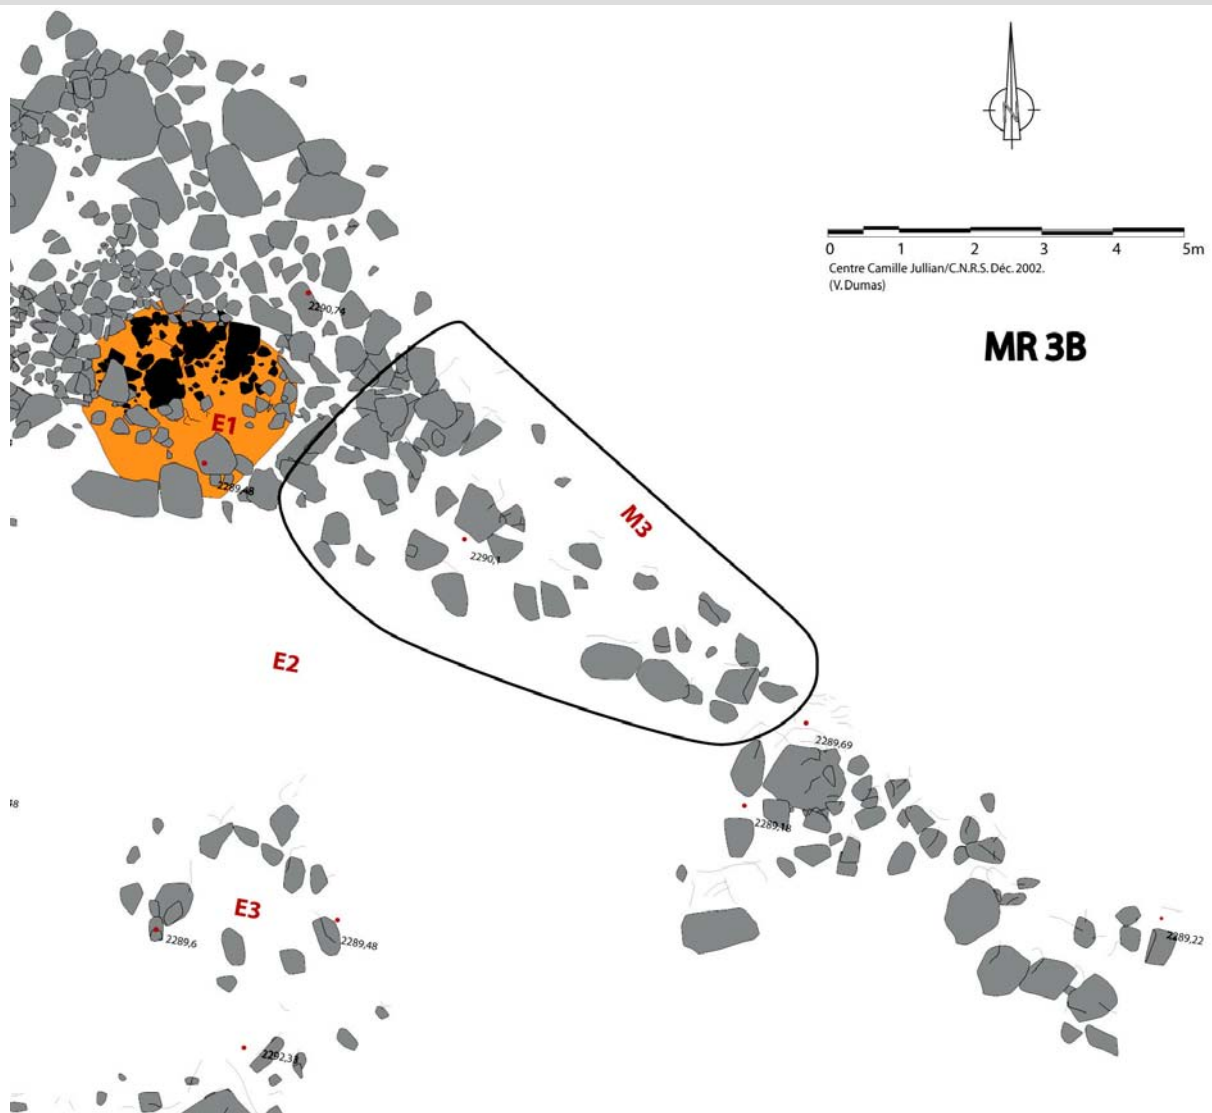 N
0 1 2 3 4 5m
Centre Camille Jullian/C.N.R.S. Déc. 2002.
(V. Dumas)
2290,74
MR 3B
E1
2289,48
M3
2290,1
E2
2289,69
48
2289,18
E3
2289,6
2289,48
2289,22
2292,33